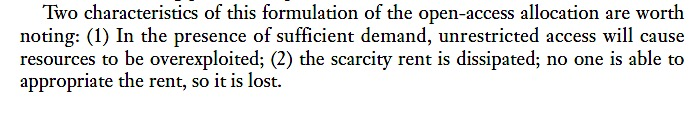 Two characteristics of this formulation of the open-access allocation are worth
noting: (1) In the presence of sufficient demand, unrestricted access will cause
resources to be overexploited; (2) the scarcity rent is dissipated; no one is able to
appropriate the rent, so it is lost.